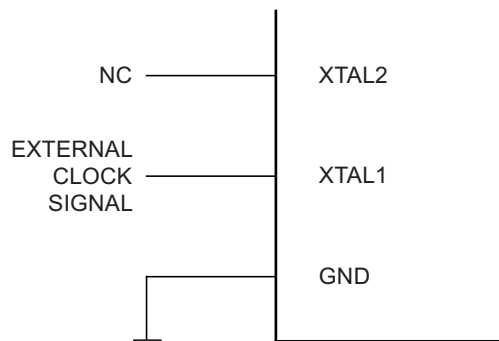 NC
XTAL2
EXTERNAL
CLOCK
SIGNAL
XTAL1
GND